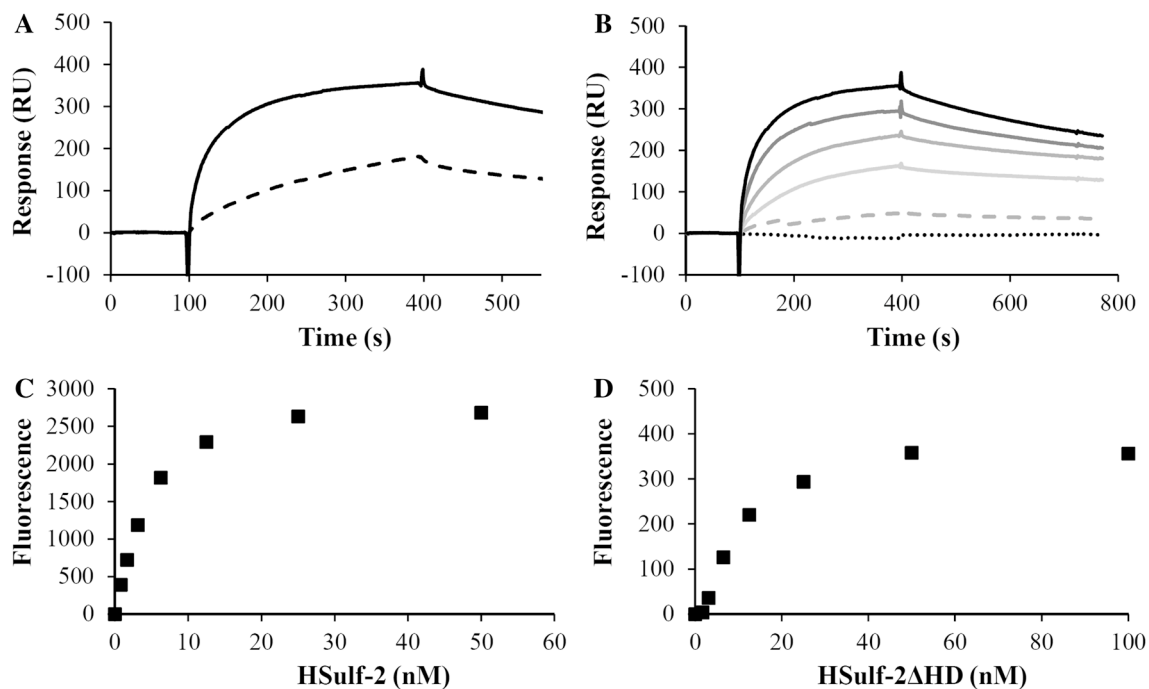 A
Response (RU)
500
400
300
200
100
0
-100
0 100 200 300 400 500
Time (s)
B
Response (RU)
500
400
300
200
100
0
-100
0 200 400 600 800
Time (s)
C
Fluorescence
3000
2500
2000
1500
1000
500
0
0 10 20 30 40 50 60
HSulf-2 (nM)
D
Fluorescence
500
400
300
200
100
0
0 20 40 60 80 100
HSulf-2ΔHD (nM)